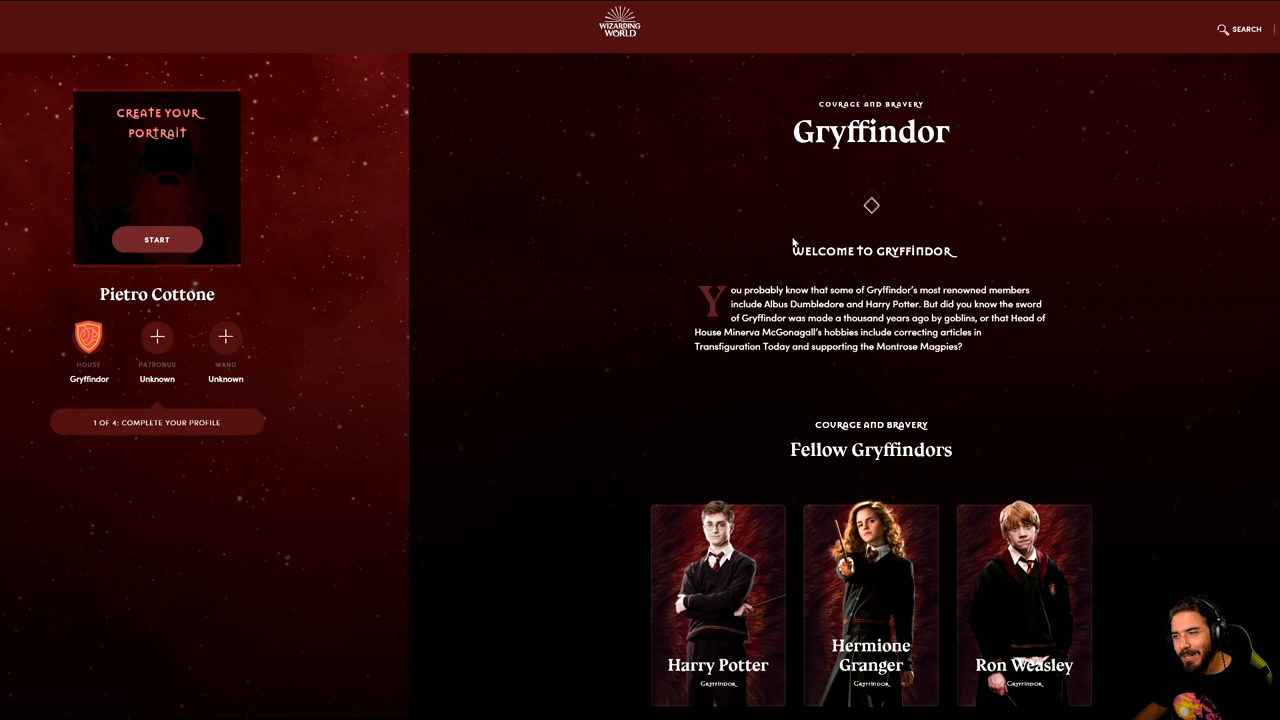 WIZARDING
WORLD
SEARCH
CREATE YOUR
PORTRAIT
START
Pietro Cottone
HOUSE
PATRONUS
WAND
Gryffindor
Unknown
Unknown
1 OF 4: COMPLETE YOUR PROFILE
COURAGE AND BRAVERY
Gryffindor
WELCOME TO GRYFFINDOR
You probably know that some of Gryffindor's most renowned members
include Albus Dumbledore and Harry Potter. But did you know the sword
of Gryffindor was made a thousand years ago by goblins, or that Head of
House Minerva McGonagall's hobbies include correcting articles in
Transfiguration Today and supporting the Montrose Magpies?
COURAGE AND BRAVERY
Fellow Gryffindors
Harry Potter
Gryffindor
Hermione
Granger
Gryffindor
Ron Weasley
Gryffindor